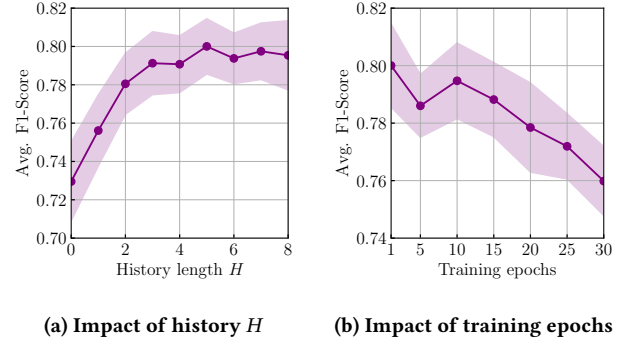 0.82
0.80
0.78
0.76
0.74
0.72
0.70
Avg. F1-Score
0 2 4 6 8
History length H
(a) Impact of history H
0.82
0.80
0.78
0.76
0.74
Avg. F1-Score
1 5 10 15 20 25 30
Training epochs
(b) Impact of training epochs